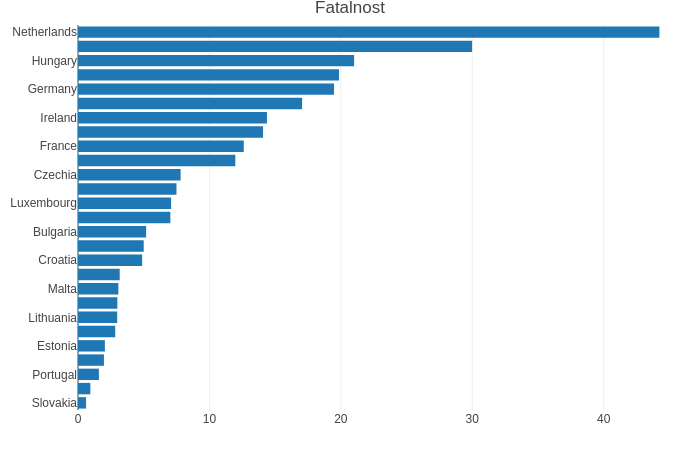 Fatalnost
Netherlands
Hungary
Germany
Ireland
France
Czechia
Luxembourg
Bulgaria
Croatia
Malta
Lithuania
Estonia
Portugal
Slovakia
0 10 20 30 40